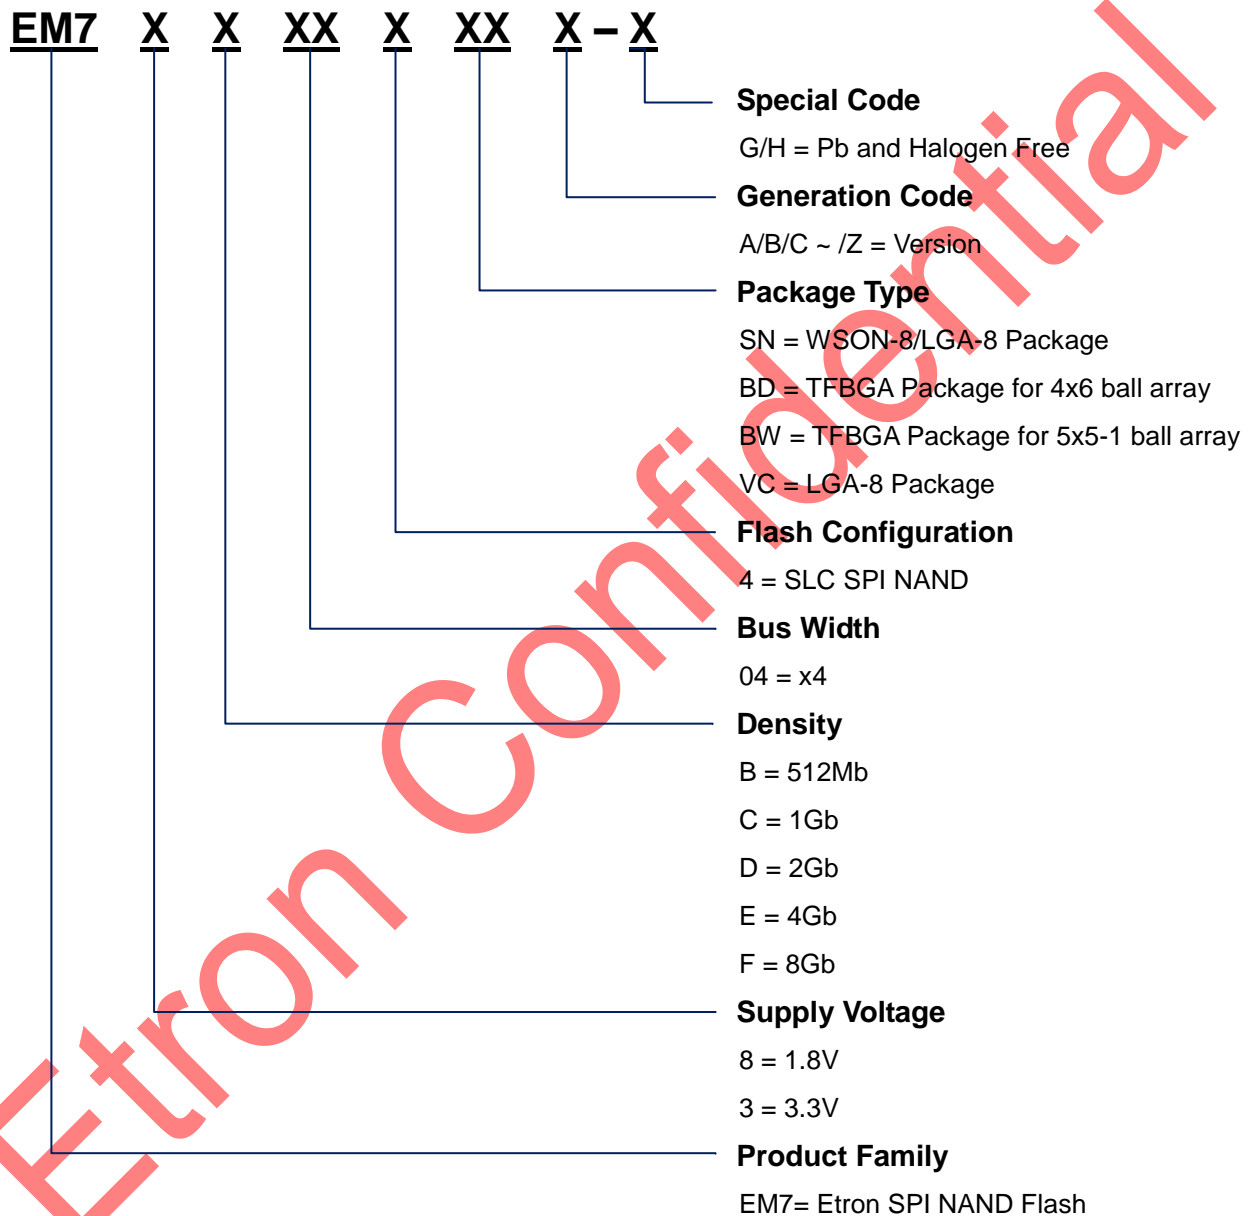 EM7 X X XX X XX X – X
Special Code
G/H = Pb and Halogen Free
Generation Code
A/B/C ~ /Z = Version
Package Type
SN = WSON-8/LGA-8 Package
BD = TFBGA Package for 4x6 ball array
BW = TFBGA Package for 5x5-1 ball array
VC = LGA-8 Package
Flash Configuration
4 = SLC SPI NAND
Bus Width
04 = x4
Density
B = 512Mb
C = 1Gb
D = 2Gb
E = 4Gb
F = 8Gb
Supply Voltage
8 = 1.8V
3 = 3.3V
Product Family
EM7= Etron SPI NAND Flash
Etron Confidential